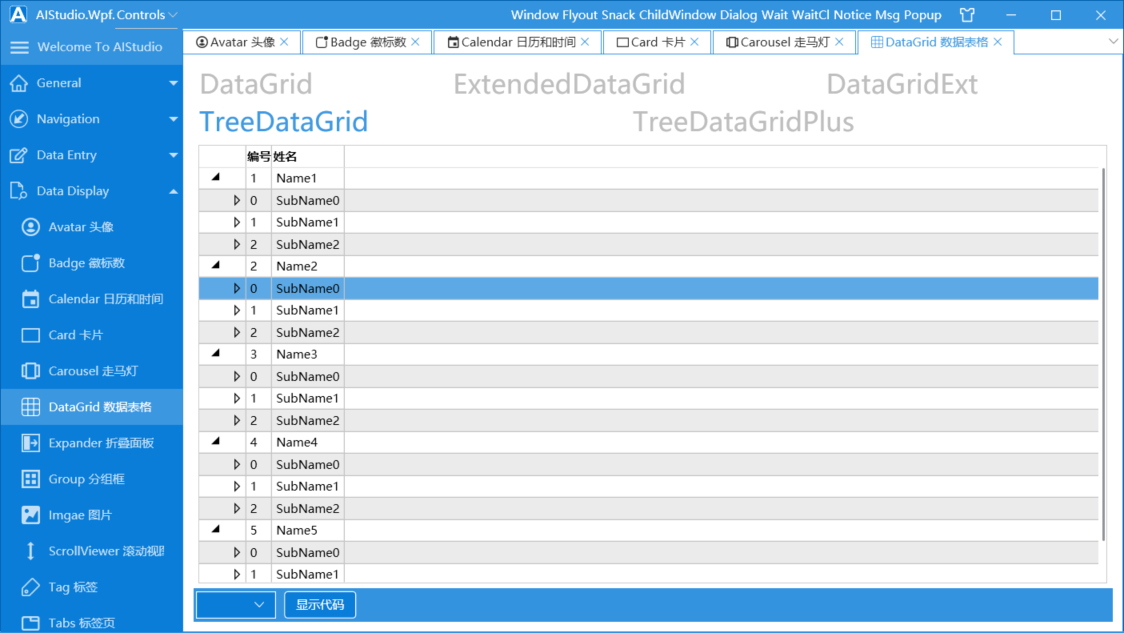 AIStudio.Wpf.Controls
Window Flyout Snack ChildWindow Dialog Wait WaitCl Notice Msg Popup
Welcome To AIStudio
General
Navigation
Data Entry
Data Display
Avatar 头像
Badge 徽标数
Calendar 日历和时间
Card 卡片
Carousel 走马灯
DataGrid 数据表格
Expander 折叠面板
Group 分组框
Imgae 图片
ScrollViewer 滚动视
Tag 标签
Tabs 标签页
Avatar 头像
Badge 徽标数
Calendar 日历和时间
Card 卡片
Carousel 走马灯
DataGrid 数据表格
DataGrid ExtendedDataGrid DataGridExt
TreeDataGrid TreeDataGridPlus
编号 姓名
1 Name1
0 SubName0
1 SubName1
2 SubName2
2 Name2
0 SubName0
1 SubName1
2 SubName2
3 Name3
0 SubName0
1 SubName1
2 SubName2
4 Name4
0 SubName0
1 SubName1
2 SubName2
5 Name5
0 SubName0
1 SubName1
显示代码